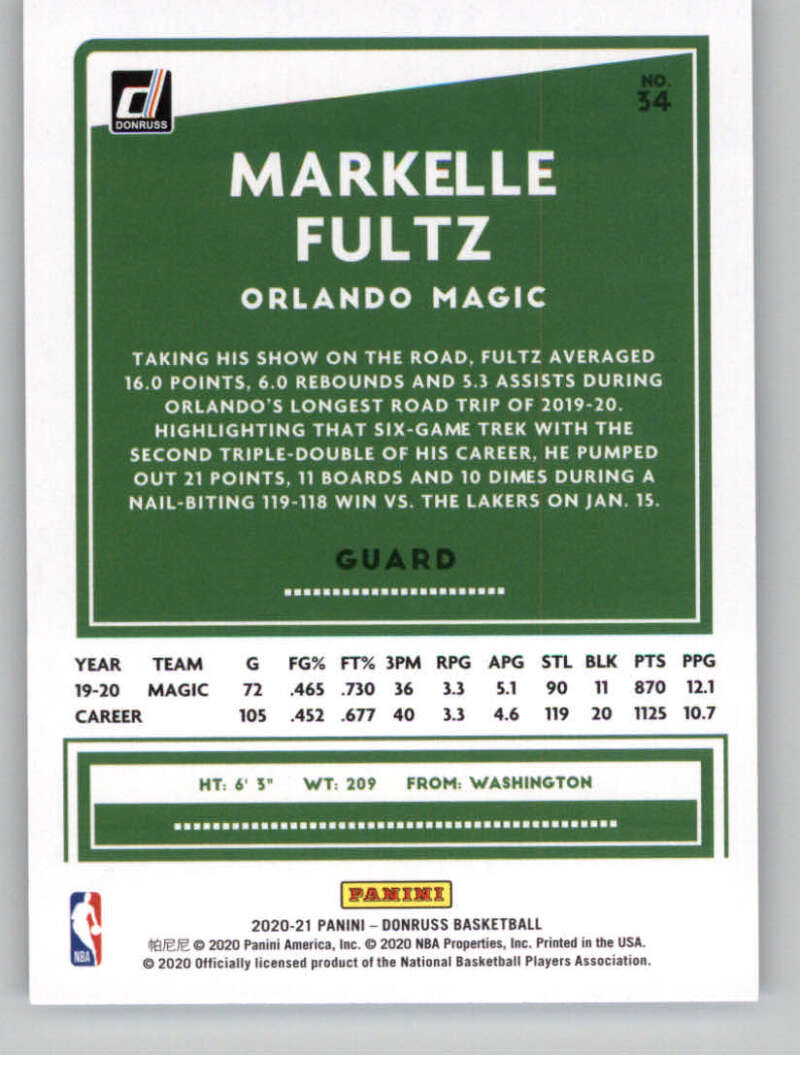 DONRUSS
NO.
34
MARKELLE
FULTZ
ORLANDO MAGIC
TAKING HIS SHOW ON THE ROAD, FULTZ AVERAGED
16.0 POINTS, 6.0 REBOUNDS AND 5.3 ASSISTS DURING
ORLANDO'S LONGEST ROAD TRIP OF 2019-20.
HIGHLIGHTING THAT SIX-GAME TREK WITH THE
SECOND TRIPLE-DOUBLE OF HIS CAREER, HE PUMPED
OUT 21 POINTS, 11 BOARDS AND 10 DIMES DURING A
NAIL-BITING 119-118 WIN VS. THE LAKERS ON JAN. 15.
GUARD
YEAR TEAM G FG% FT% 3PM RPG APG STL BLK PTS PPG
19-20 MAGIC 72 .465 .730 36 3.3 5.1 90 11 870 12.1
CAREER 105 .452 .677 40 3.3 4.6 119 20 1125 10.7
HT: 6' 3" WT: 209 FROM: WASHINGTON
PANINI
2020-21 PANINI – DONRUSS BASKETBALL
帕尼尼 © 2020 Panini America, Inc. © 2020 NBA Properties, Inc. Printed in the USA.
© 2020 Officially licensed product of the National Basketball Players Association.
NBA